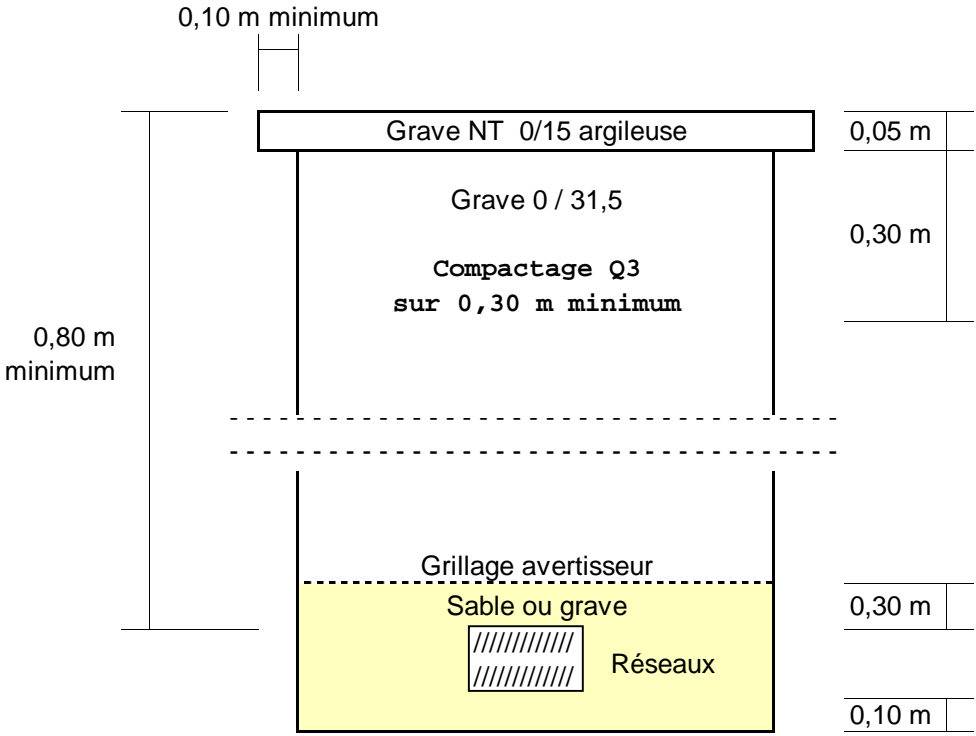 0,10 m minimum
Grave NT 0/15 argileuse
0,05 m
Grave 0 / 31,5
0,30 m
Compactage Q3
sur 0,30 m minimum
0,80 m
minimum
Grillage avertisseur
Sable ou grave
0,30 m
Réseaux
0,10 m